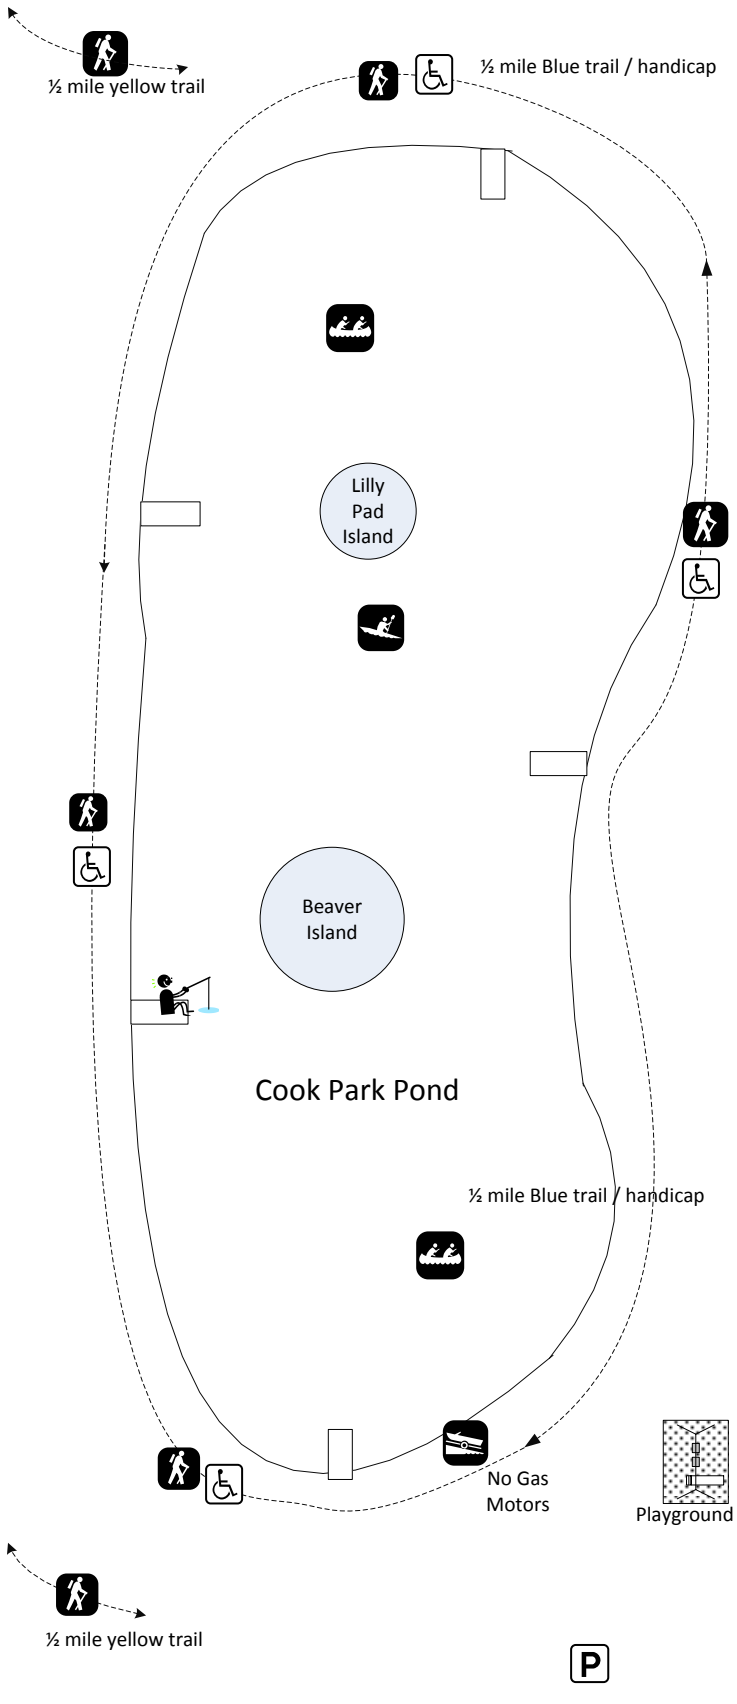 ½ mile yellow trail
½ mile Blue trail / handicap
Lilly
Pad
Island
Beaver
Island
Cook Park Pond
½ mile Blue trail / handicap
No Gas
Motors
Playground
½ mile yellow trail
P